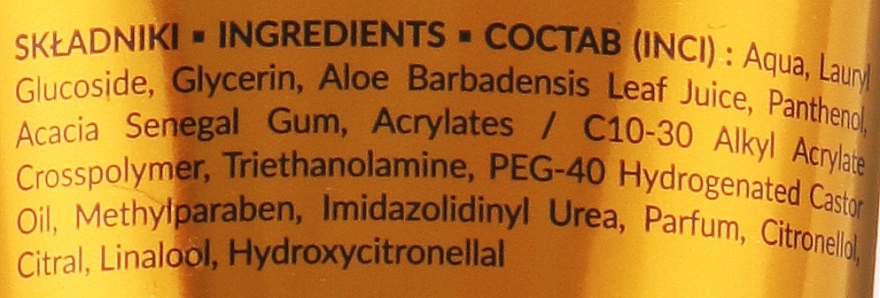 SKŁADNIKI ▪ INGREDIENTS ▪ СОСТАВ (INCI) : Aqua, Lauryl
Glucoside, Glycerin, Aloe Barbadensis Leaf Juice, Panthenol,
Acacia Senegal Gum, Acrylates / C10-30 Alkyl Acrylate
Crosspolymer, Triethanolamine, PEG-40 Hydrogenated Castor
Oil, Methylparaben, Imidazolidinyl Urea, Parfum, Citronellol,
Citral, Linalool, Hydroxycitronellal